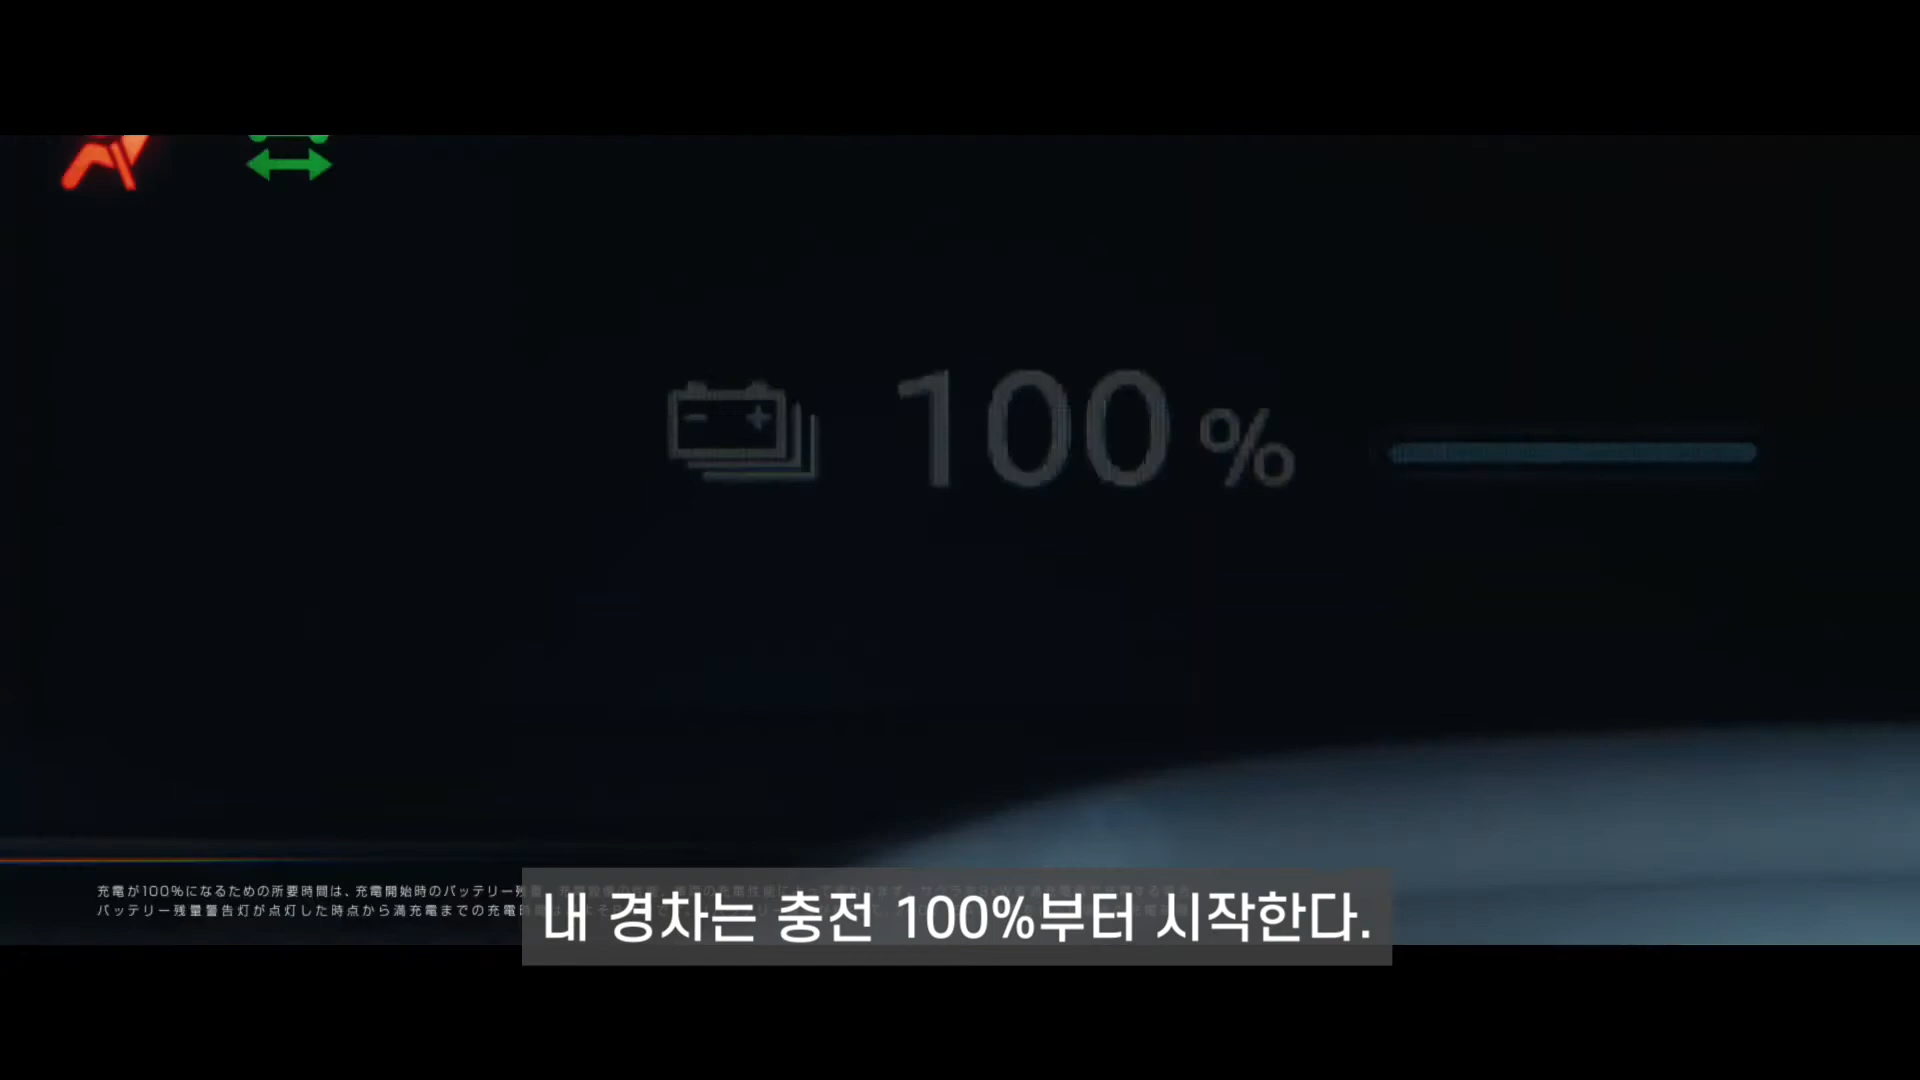 100%
充電が100%になるための所要時間は、充電開始時のバッテリー残
バッテリー残量警告灯が点灯した時点から満充電までの充電時
내 경차는 충전 100%부터 시작한다.